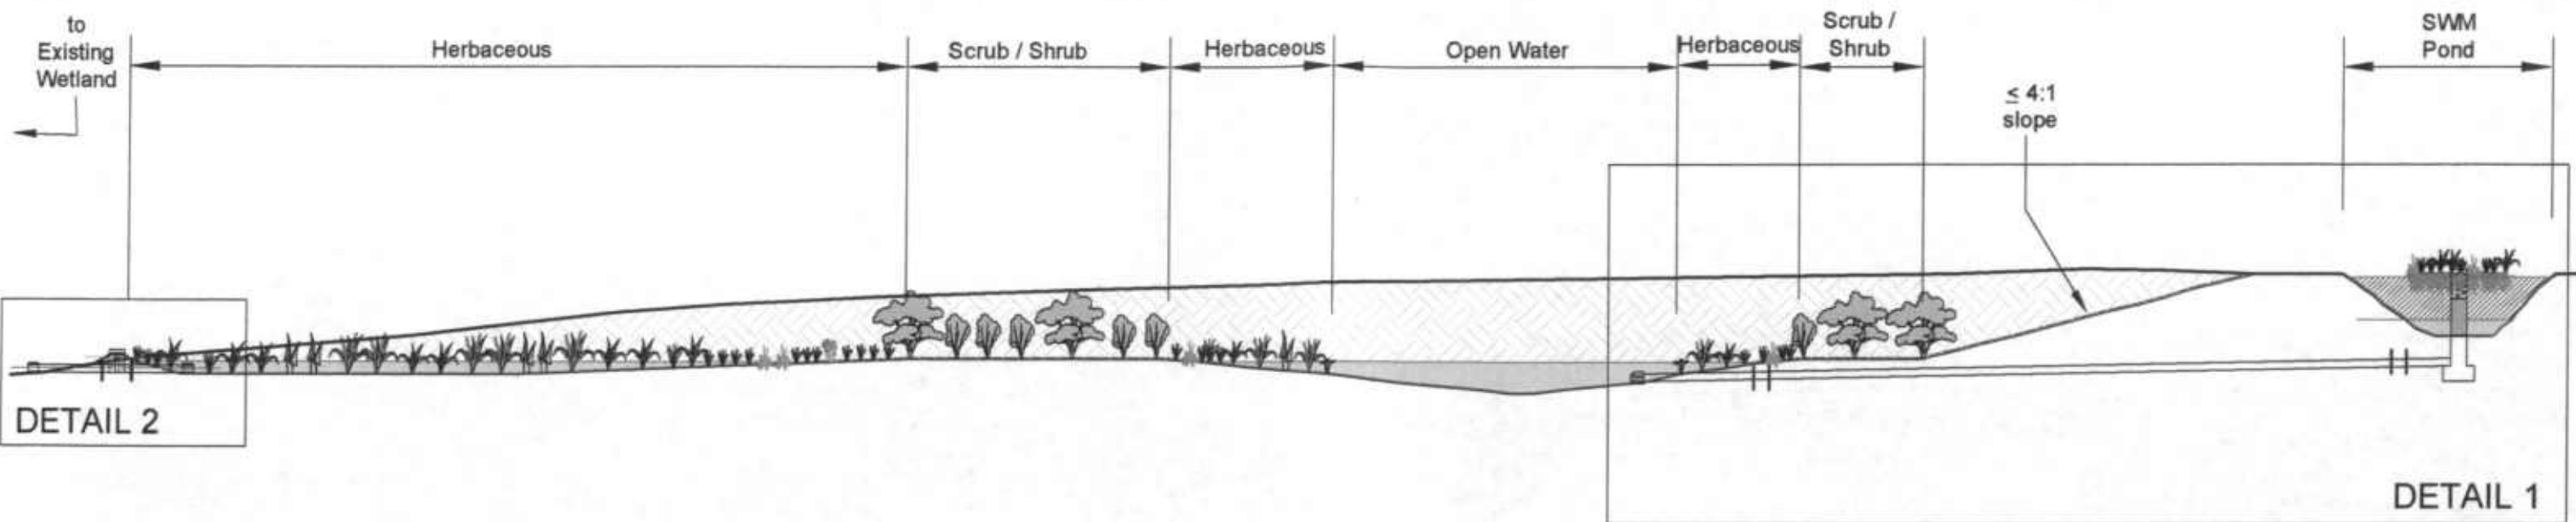 to
Existing
Wetland
Herbaceous
Scrub / Shrub
Herbaceous
Open Water
Herbaceous
Scrub /
Shrub
SWM
Pond
≤ 4:1
slope
DETAIL 2
DETAIL 1